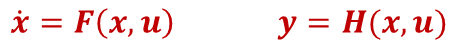 ẋ = F(x, u)   y = H(x, u)